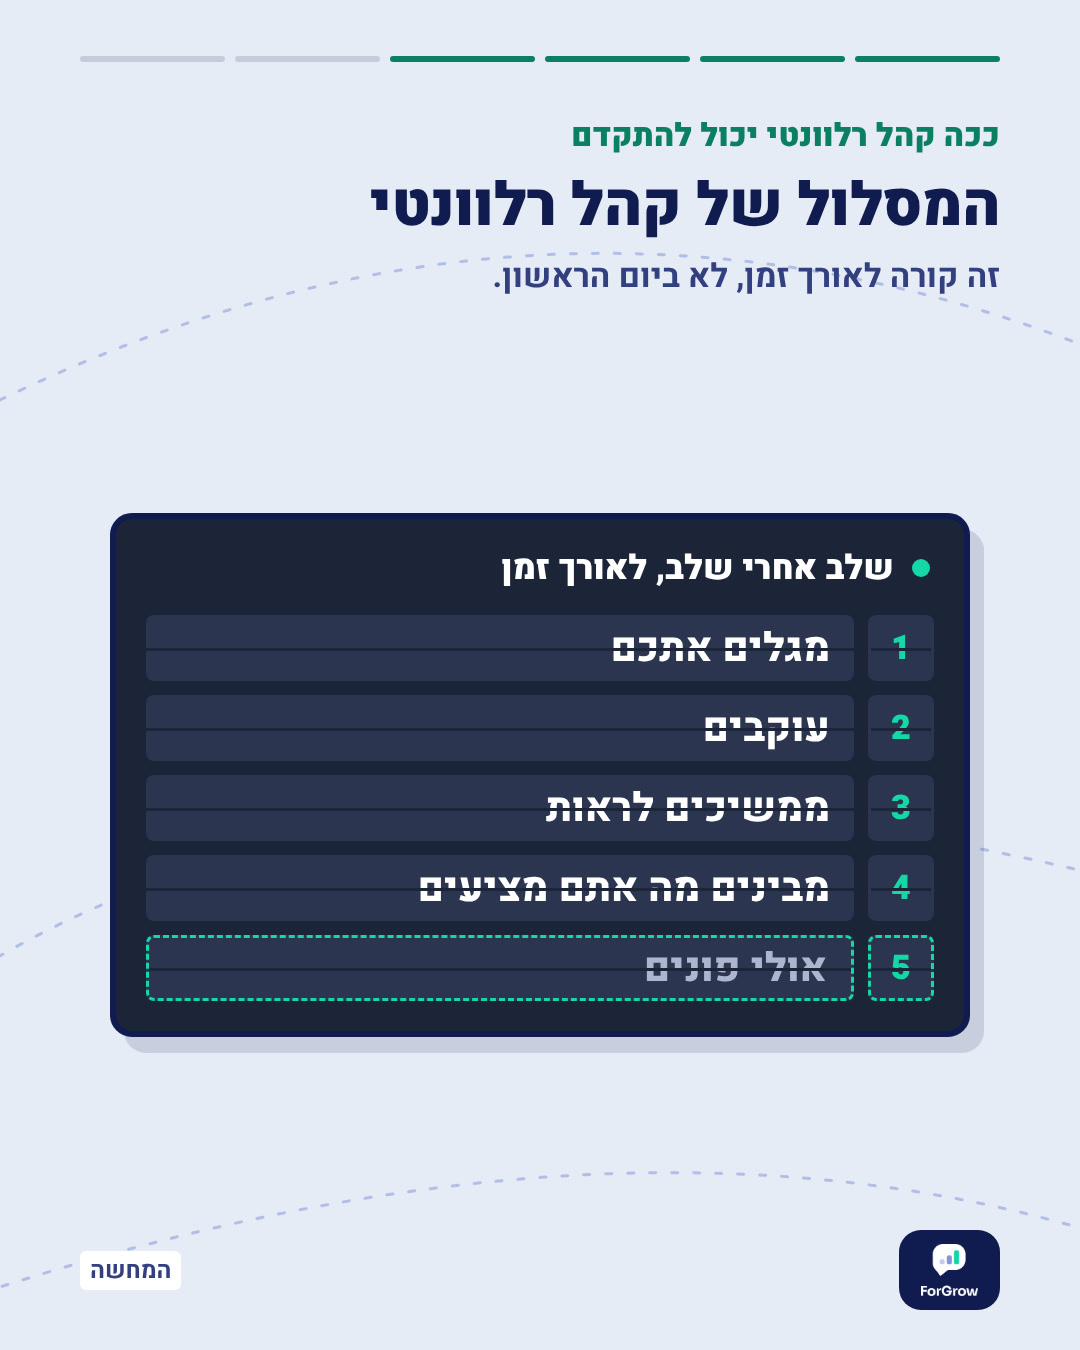 ככה קהל רלוונטי יכול להתקדם
המסלול של קהל רלוונטי
זה קורה לאורך זמן, לא ביום הראשון.
שלב אחרי שלב, לאורך זמן
1 מגלים אתכם
2 עוקבים
3 ממשיכים לראות
4 מבינים מה אתם מציעים
5 אולי פונים
ForGrow
המחשה